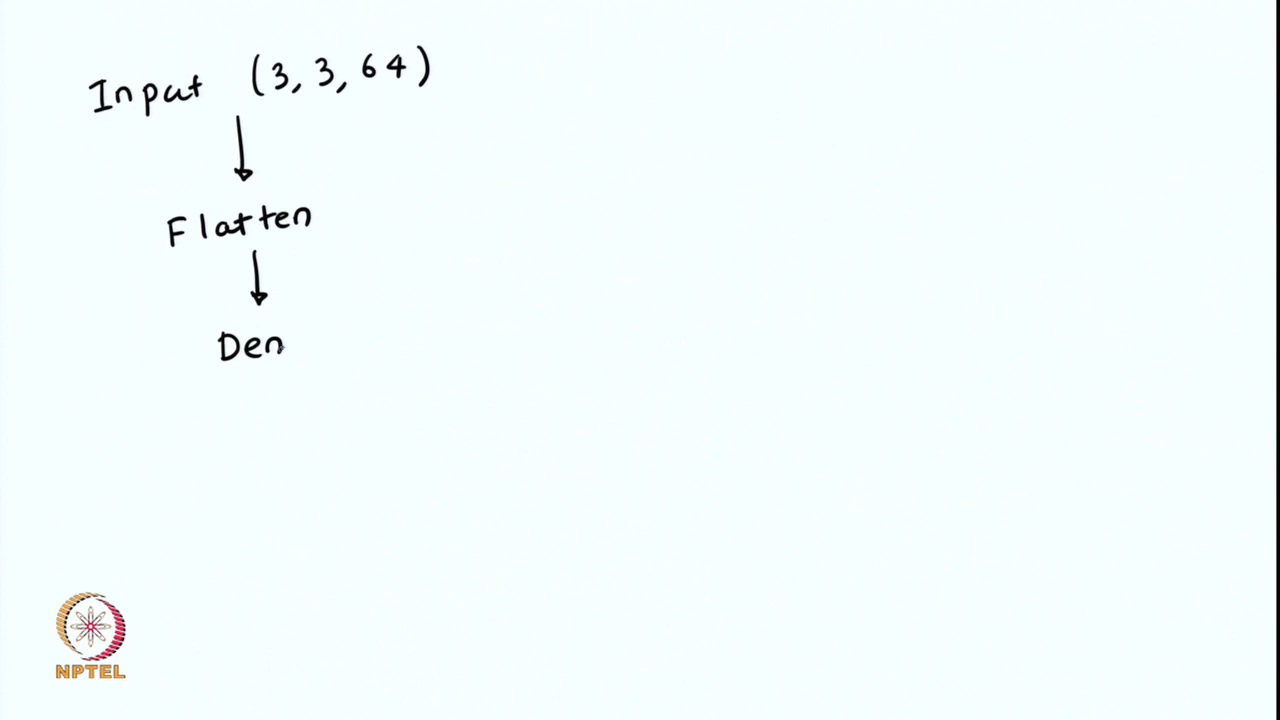 Input (3, 3, 64)
Flatten
Den
NPTEL